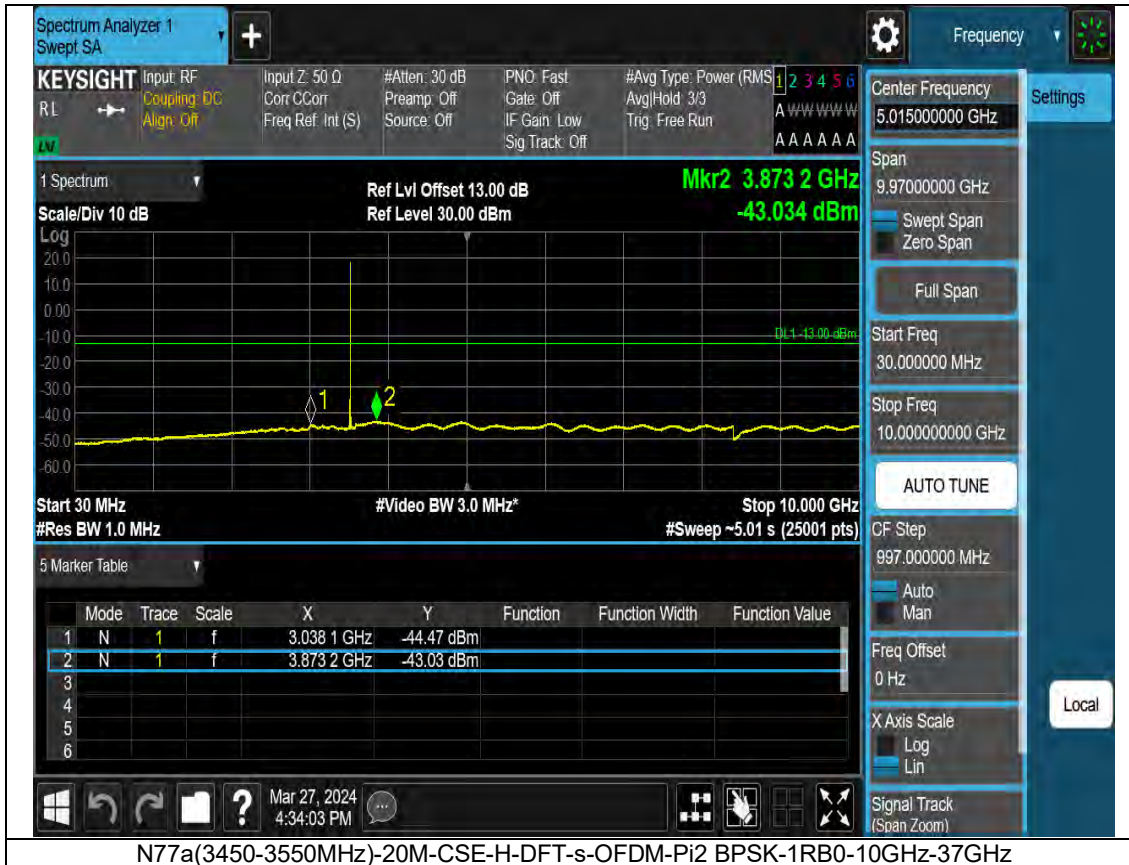 Spectrum Analyzer 1
Swept SA
Frequency
KEYSIGHT
RL
Input: RF
Coupling: DC
Align: Off
Input Z: 50 Ω
Corr CCorr
Freq Ref: Int (S)
#Atten: 30 dB
Preamp: Off
Source: Off
PNO: Fast
Gate: Off
IF Gain: Low
Sig Track: Off
#Avg Type: Power (RMS
Avg|Hold: 3/3
Trig: Free Run
1 2 3 4 5 6
A W W W W W
A A A A A A
1 Spectrum
Scale/Div 10 dB
Ref Lvl Offset 13.00 dB
Ref Level 30.00 dBm
Mkr2 3.873 2 GHz
-43.034 dBm
Log
20.0
10.0
0.00
-10.0
-20.0
-30.0
-40.0
-50.0
-60.0
DL1 -13.00 dBm
1
2
Start 30 MHz
#Res BW 1.0 MHz
#Video BW 3.0 MHz*
Stop 10.000 GHz
#Sweep ~5.01 s (25001 pts)
5 Marker Table
Mode Trace Scale X Y Function Function Width Function Value
1 N 1 f 3.038 1 GHz -44.47 dBm
2 N 1 f 3.873 2 GHz -43.03 dBm
3
4
5
6
Center Frequency
5.015000000 GHz
Settings
Span
9.97000000 GHz
Swept Span
Zero Span
Full Span
Start Freq
30.000000 MHz
Stop Freq
10.000000000 GHz
AUTO TUNE
CF Step
997.000000 MHz
Auto
Man
Freq Offset
0 Hz
Local
X Axis Scale
Log
Lin
Signal Track
(Span Zoom)
?
Mar 27, 2024
4:34:03 PM
N77a(3450-3550MHz)-20M-CSE-H-DFT-s-OFDM-Pi2 BPSK-1RB0-10GHz-37GHz